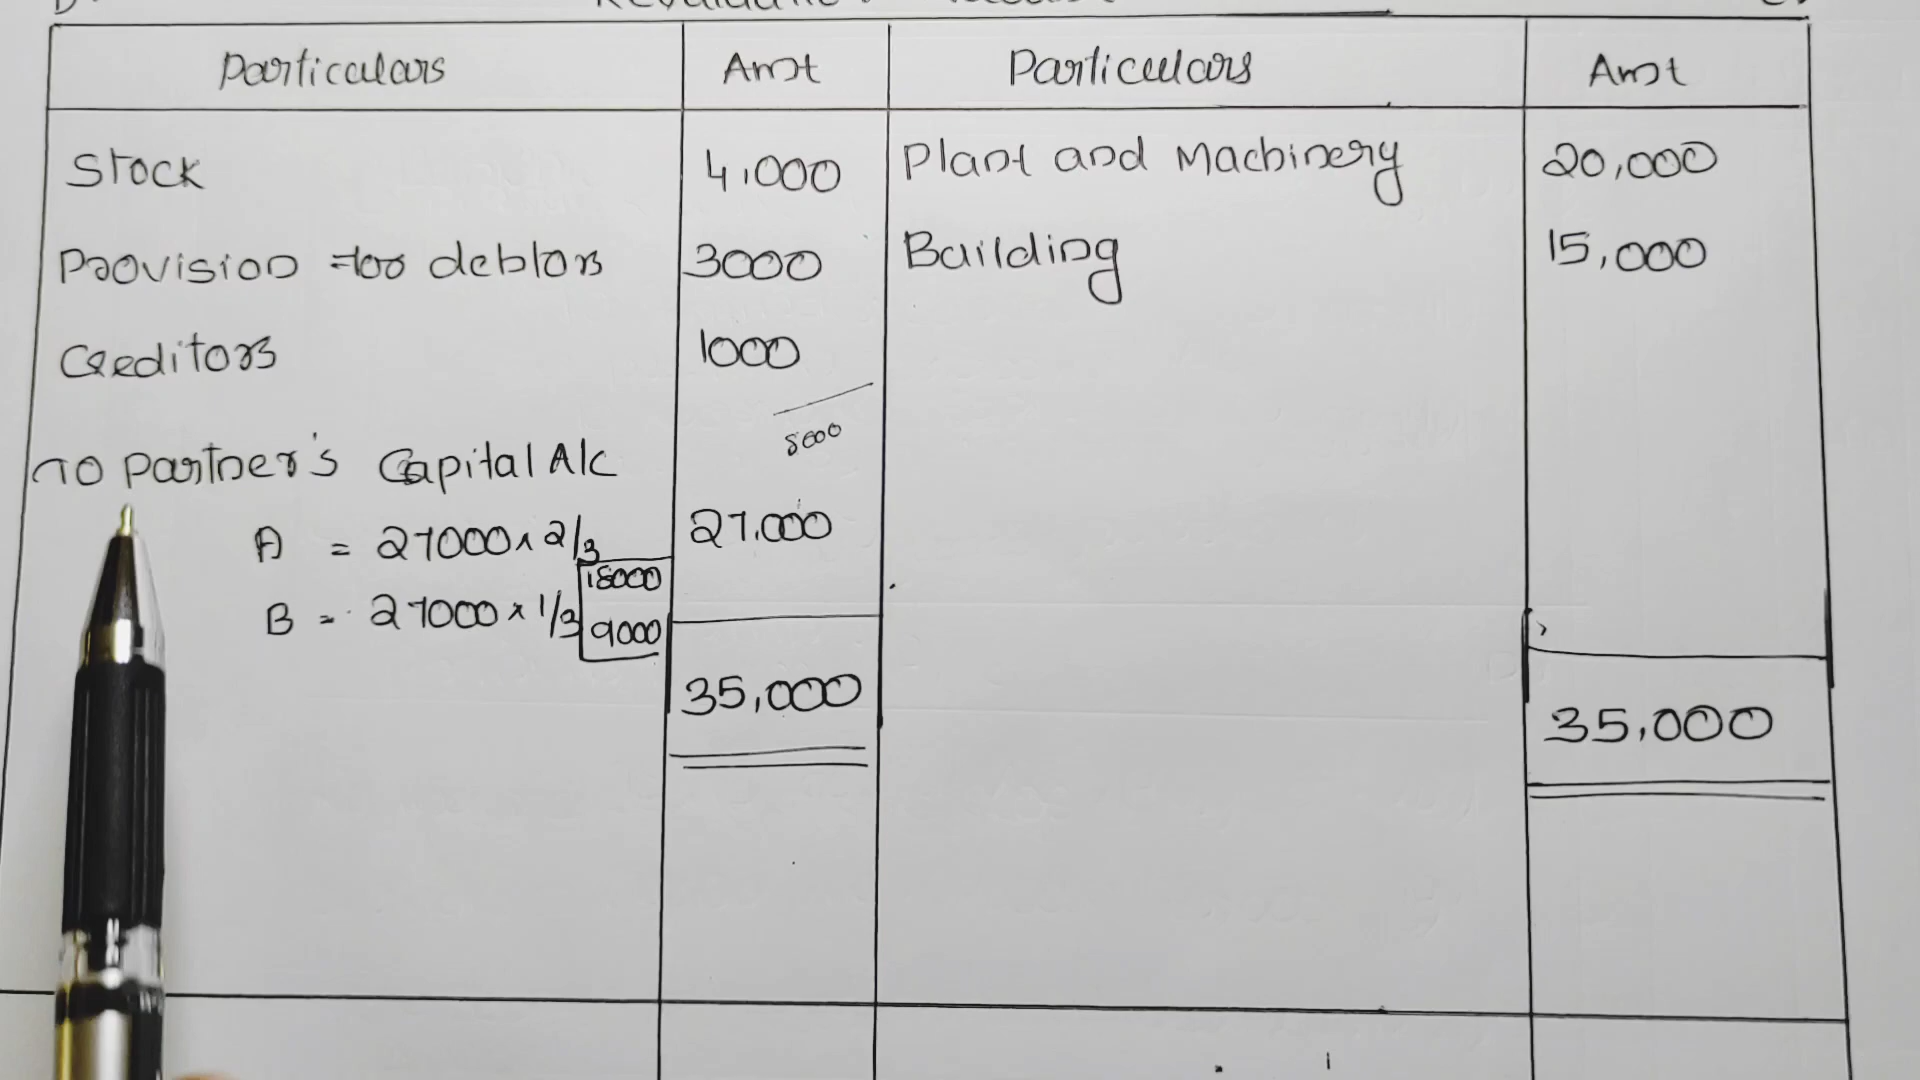 Particulars Amt Particulars Amt
Stock 4,000 Plant and Machinery 20,000
Provision for debtors 3000 Building 15,000
Creditors 1000
8000
To Partner's Capital A/c
A = 27000 x 2/3 27,000
18000
B = 27000 x 1/3 9000
35,000 35,000